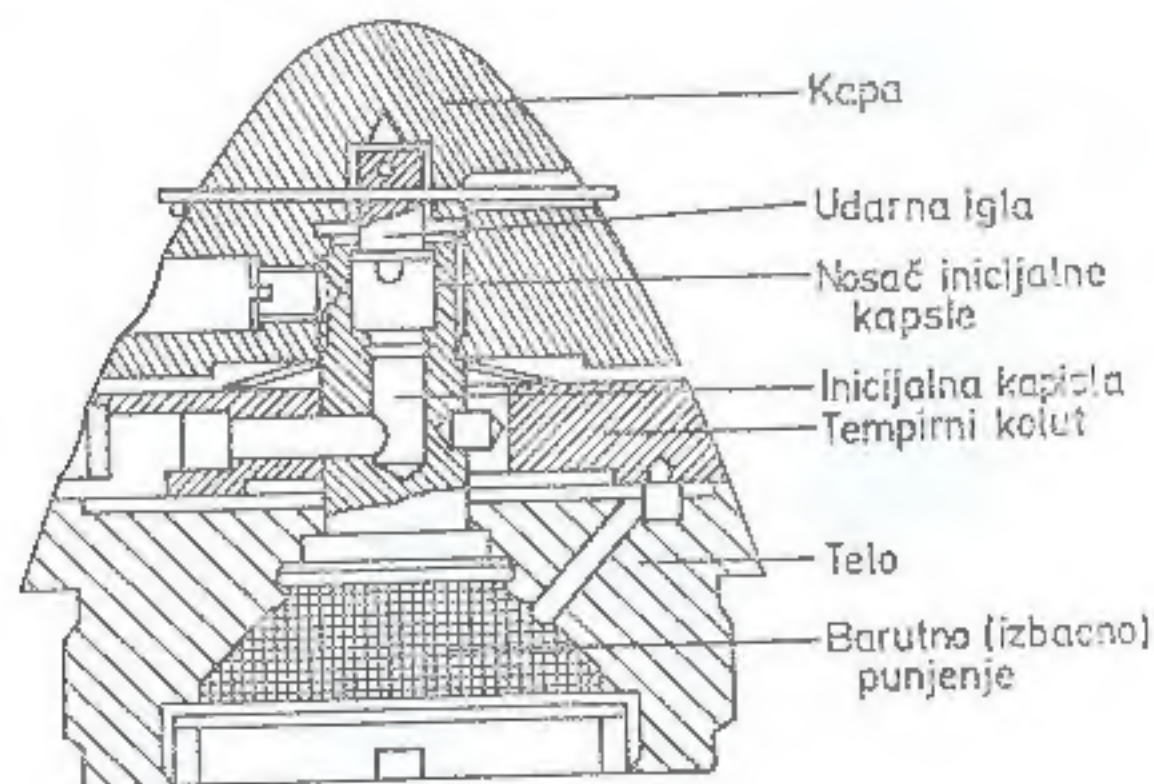 Kapa
Udarna igla
Nosač inicijalne
kapsle
Inicijalna kapisla
Tempirni kolut
Telo
Barutno (izbacno)
punjenje